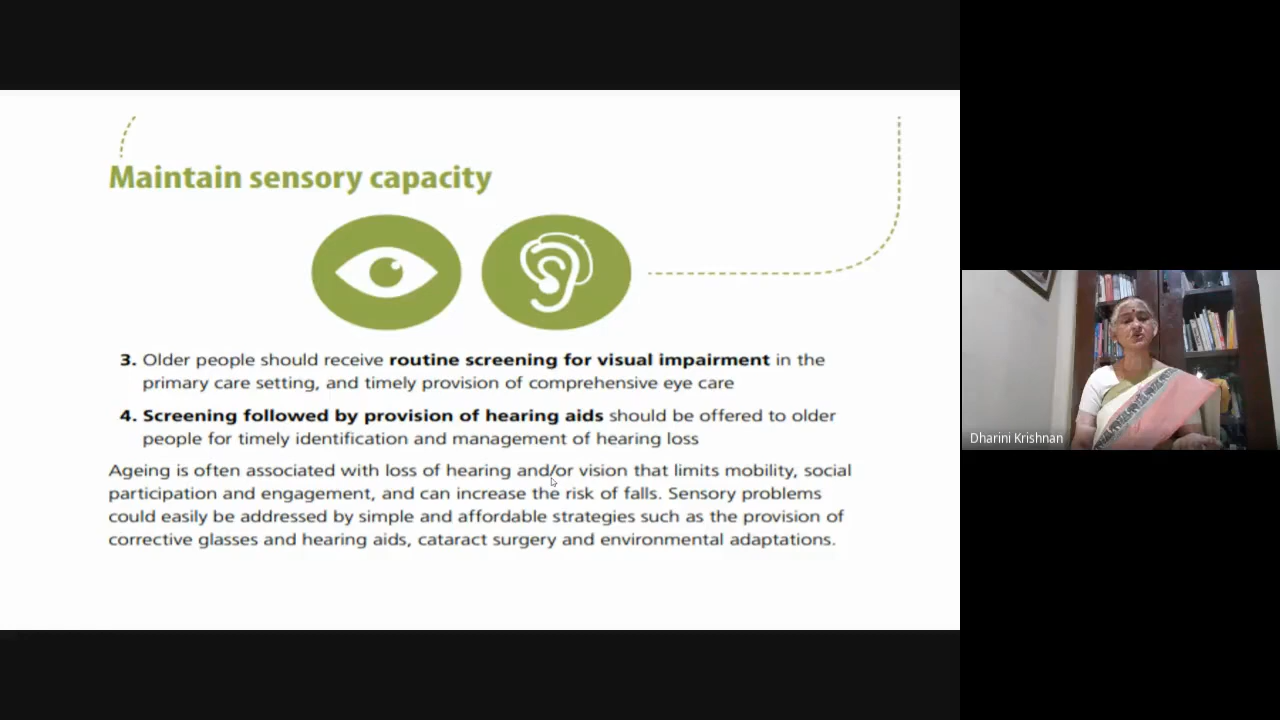 Maintain sensory capacity
3. Older people should receive routine screening for visual impairment in the
primary care setting, and timely provision of comprehensive eye care
4. Screening followed by provision of hearing aids should be offered to older
people for timely identification and management of hearing loss
Ageing is often associated with loss of hearing and/or vision that limits mobility, social
participation and engagement, and can increase the risk of falls. Sensory problems
could easily be addressed by simple and affordable strategies such as the provision of
corrective glasses and hearing aids, cataract surgery and environmental adaptations.
Dharini Krishnan